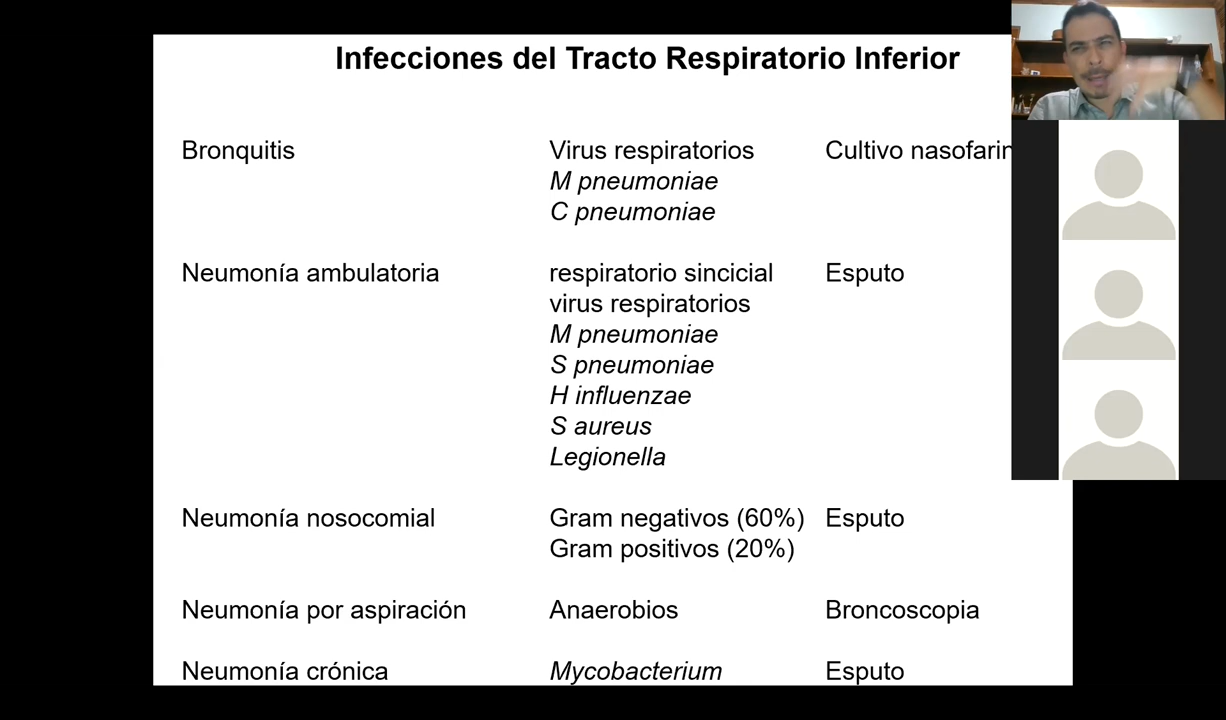 Infecciones del Tracto Respiratorio Inferior
Bronquitis Virus respiratorios Cultivo
M pneumoniae
C pneumoniae
Neumonía ambulatoria respiratorio sincicial Esputo
virus respiratorios
M pneumoniae
S pneumoniae
H influenzae
S aureus
Legionella
Neumonía nosocomial Gram negativos (60%) Esputo
Gram positivos (20%)
Neumonía por aspiración Anaerobios Broncoscopia
Neumonía crónica Mycobacterium Esputo